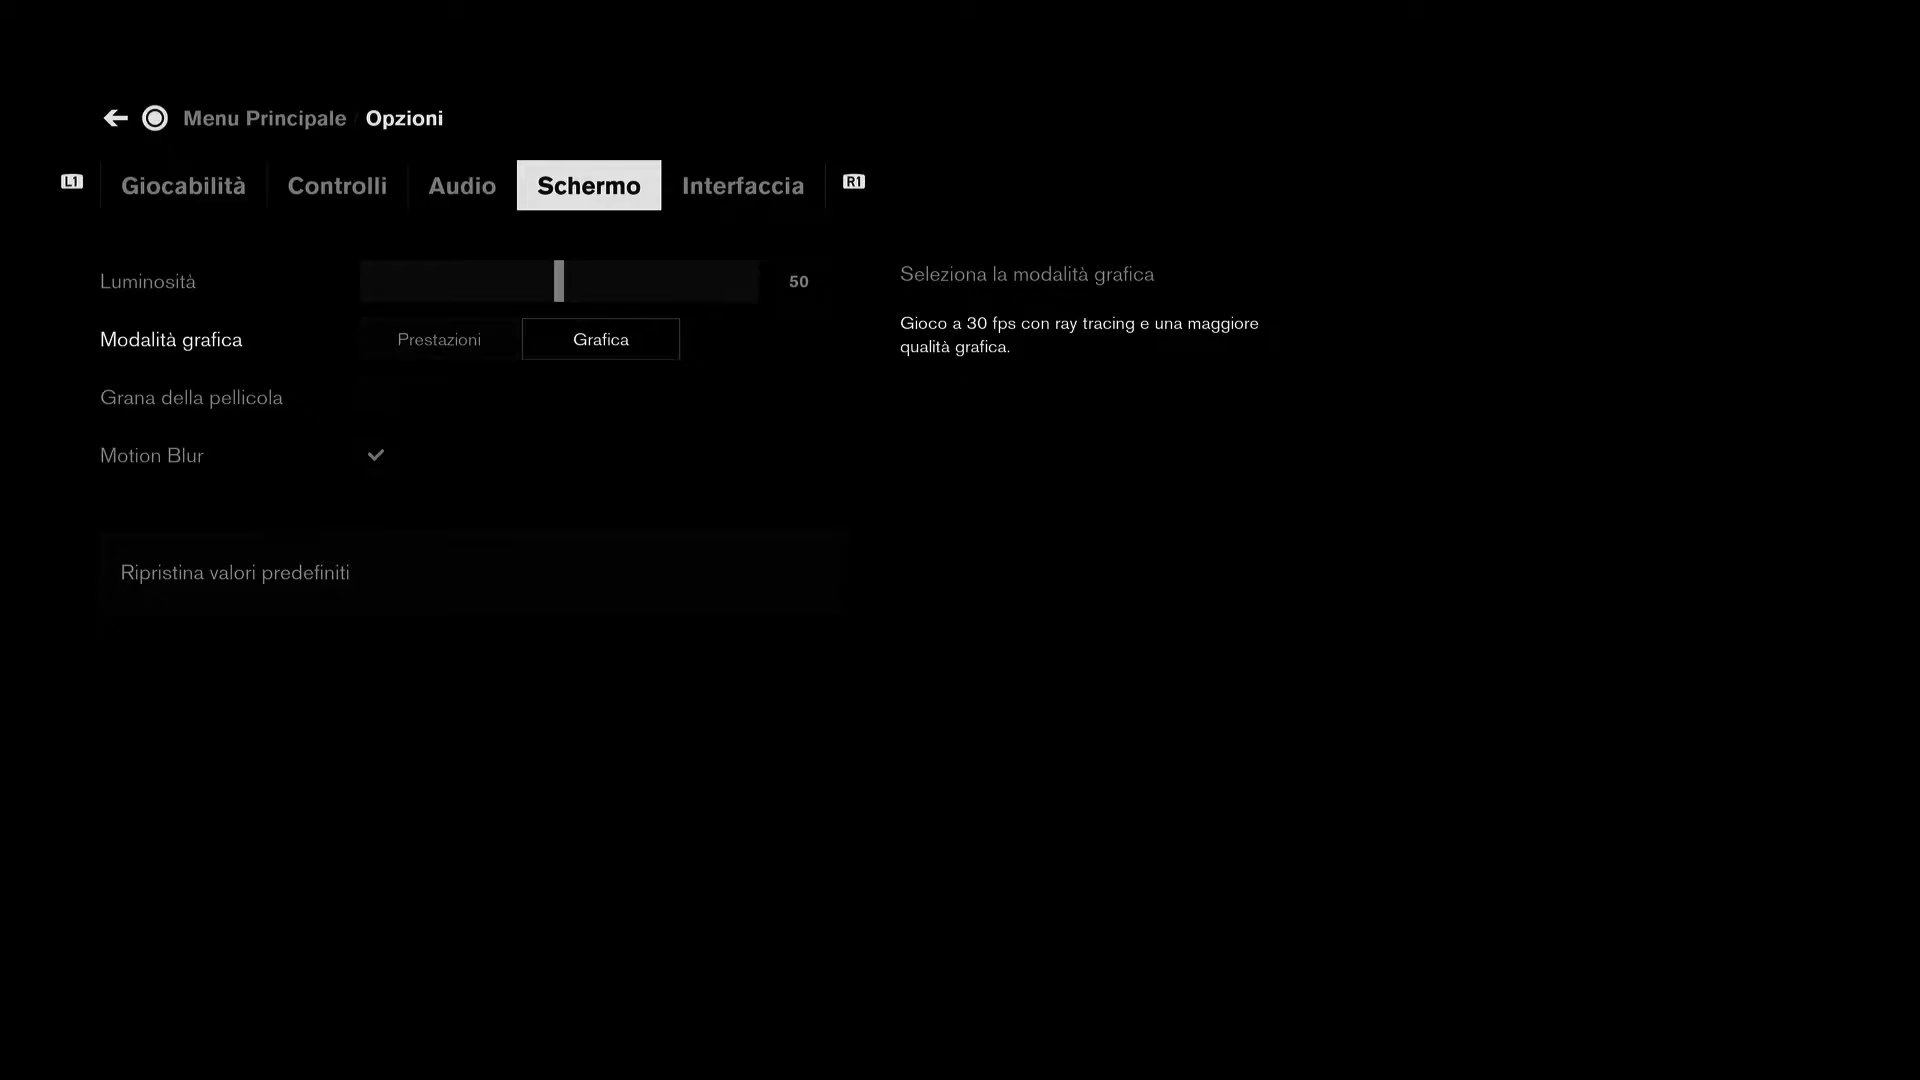 Menu Principale / Opzioni
L1 Giocabilità Controlli Audio Schermo Interfaccia R1
Luminosità 50
Modalità grafica Prestazioni Grafica
Grana della pellicola
Motion Blur
Ripristina valori predefiniti
Seleziona la modalità grafica
Gioco a 30 fps con ray tracing e una maggiore
qualità grafica.